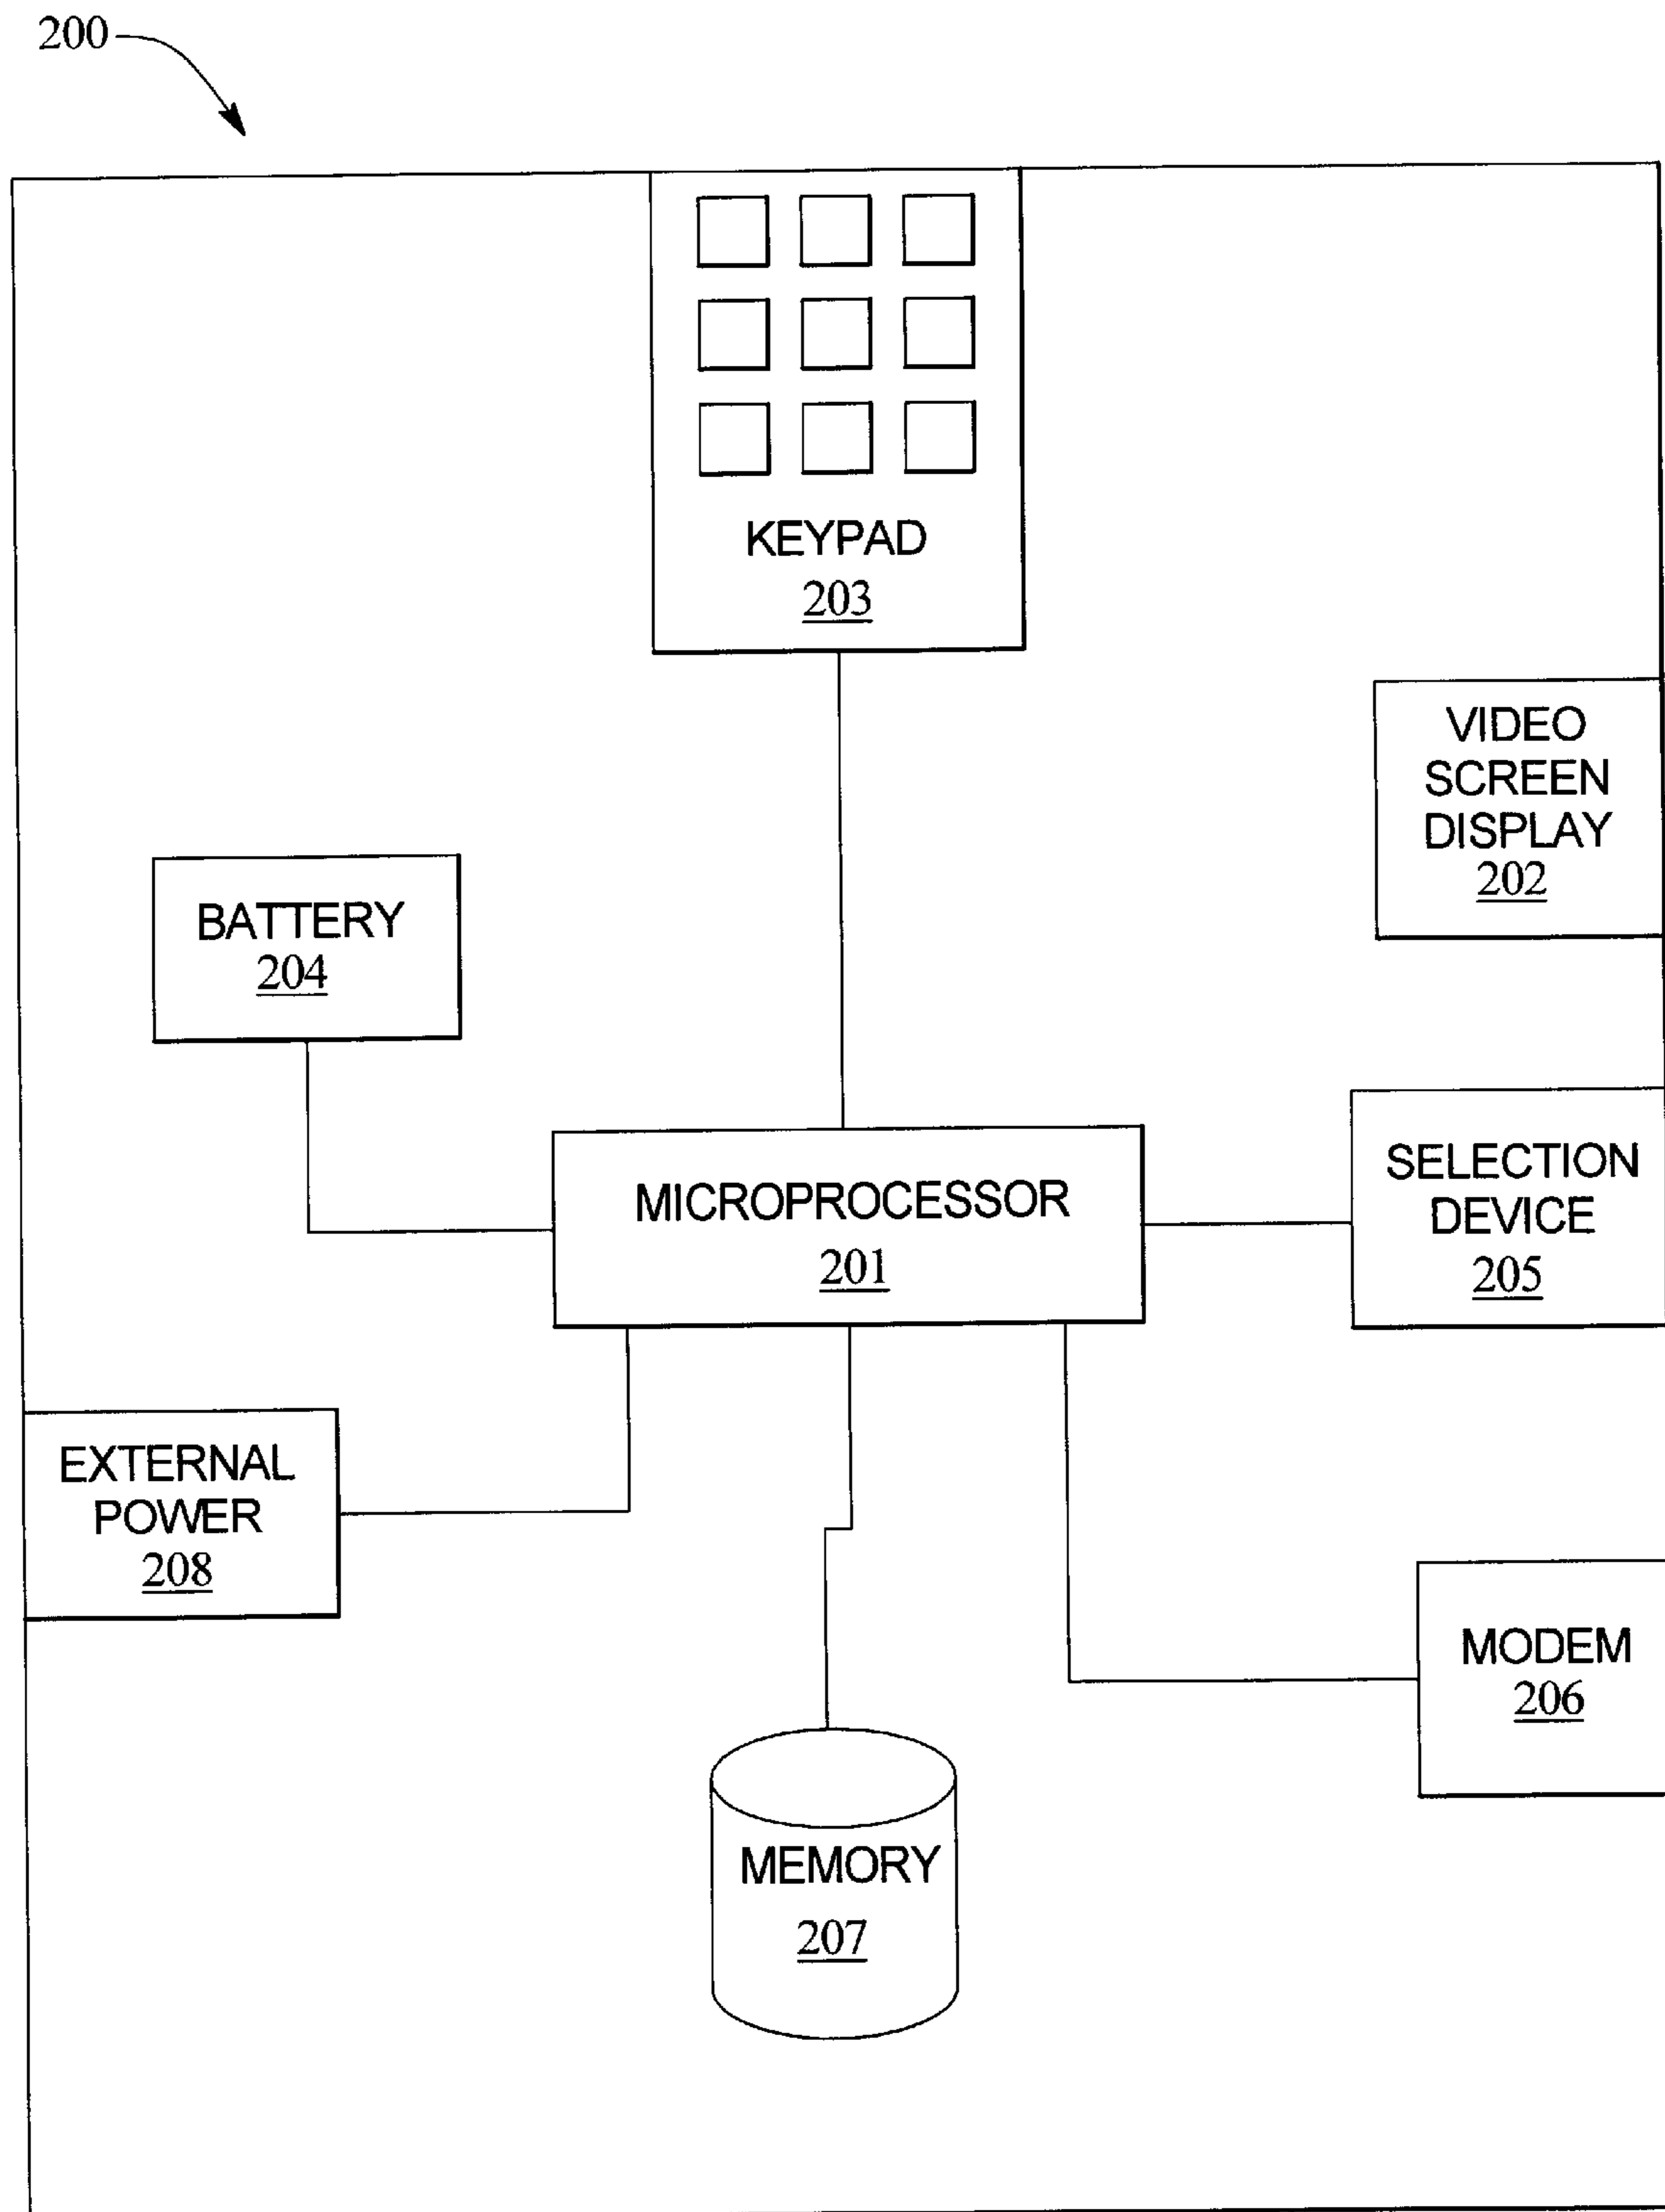 200
KEYPAD
203
VIDEO
SCREEN
DISPLAY
202
BATTERY
204
MICROPROCESSOR
201
SELECTION
DEVICE
205
EXTERNAL
POWER
208
MODEM
206
MEMORY
207